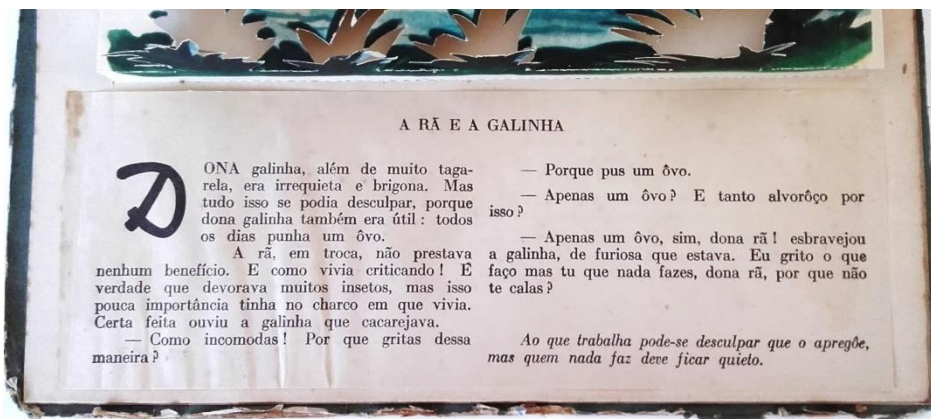 A RÃ E A GALINHA
DONA galinha, além de muito taga-
rela, era irrequieta e brigona. Mas
tudo isso se podia desculpar, porque
dona galinha também era útil : todos
os dias punha um ôvo.
A rã, em troca, não prestava
nenhum benefício. E como vivia criticando ! É
verdade que devorava muitos insetos, mas isso
pouca importância tinha no charco em que vivia.
Certa feita ouviu a galinha que cacarejava.
— Como incomodas ! Por que gritas dessa
maneira ?
— Porque pus um ôvo.
— Apenas um ôvo ? E tanto alvorôço por
isso ?
— Apenas um ôvo, sim, dona rã ! esbravejou
a galinha, de furiosa que estava. Eu grito o que
faço mas tu que nada fazes, dona rã, por que não
te calas ?
Ao que trabalha pode-se desculpar que o apregôe,
mas quem nada faz deve ficar quieto.